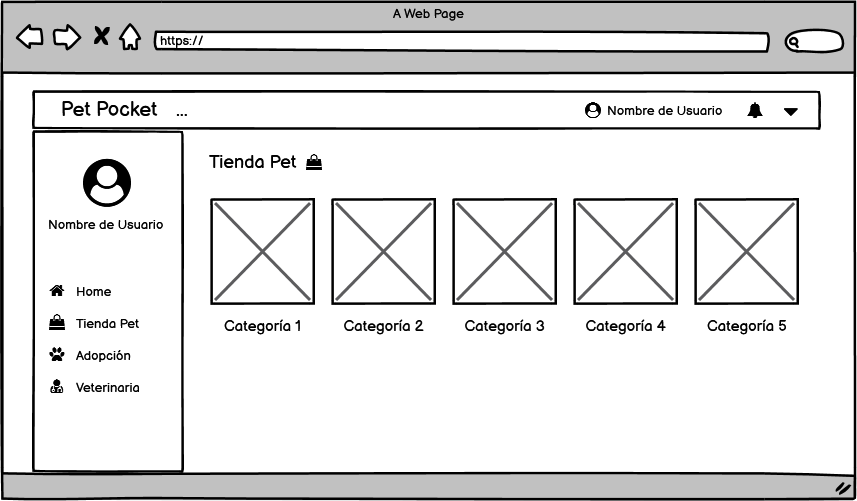 A Web Page
https://
Pet Pocket ...
Nombre de Usuario
Nombre de Usuario
Home
Tienda Pet
Adopción
Veterinaria
Tienda Pet
Categoría 1
Categoría 2
Categoría 3
Categoría 4
Categoría 5